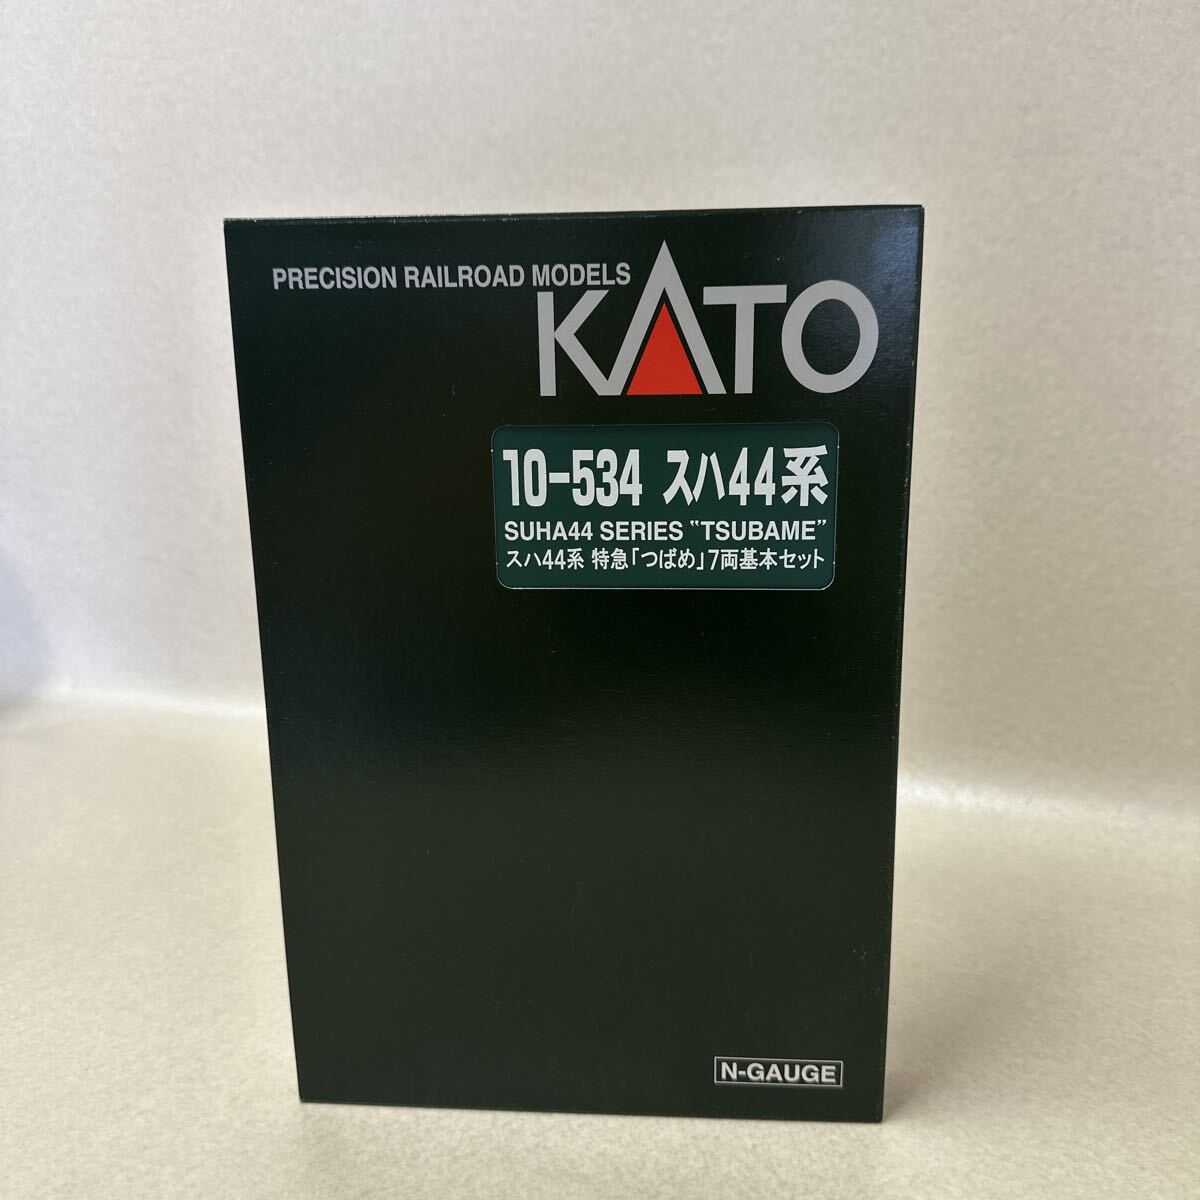 PRECISION RAILROAD MODELS
KATO
10-534 スハ44系
SUHA44 SERIES "TSUBAME"
スハ44系 特急「つばめ」7両基本セット
N-GAUGE